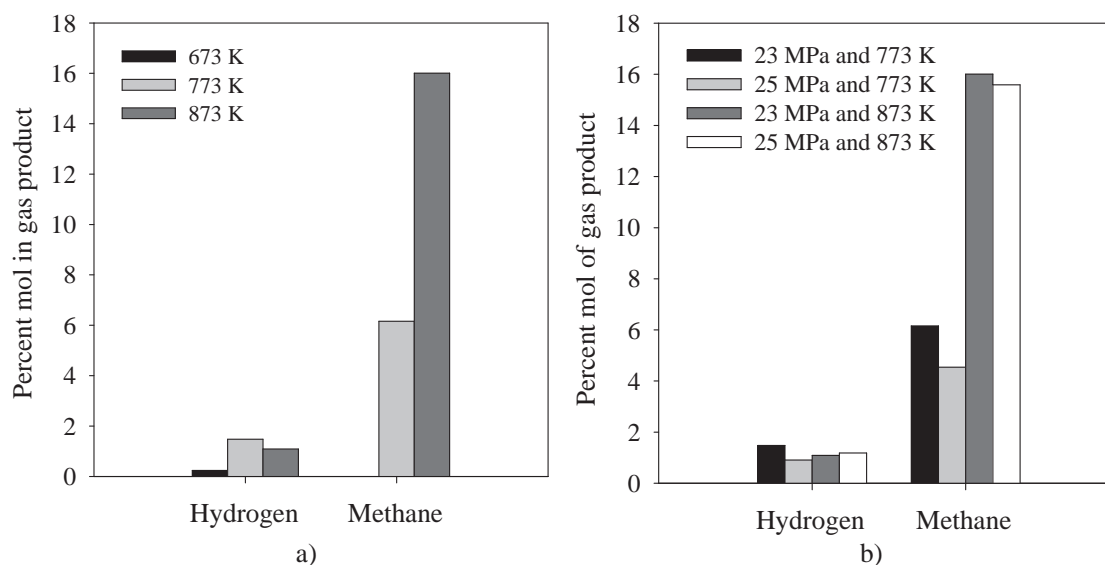 18
16
14
12
10
8
6
4
2
0
Percent mol in gas product
673 K
773 K
873 K
Hydrogen
Methane
a)
18
16
14
12
10
8
6
4
2
0
Percent mol of gas product
23 MPa and 773 K
25 MPa and 773 K
23 MPa and 873 K
25 MPa and 873 K
Hydrogen
Methane
b)